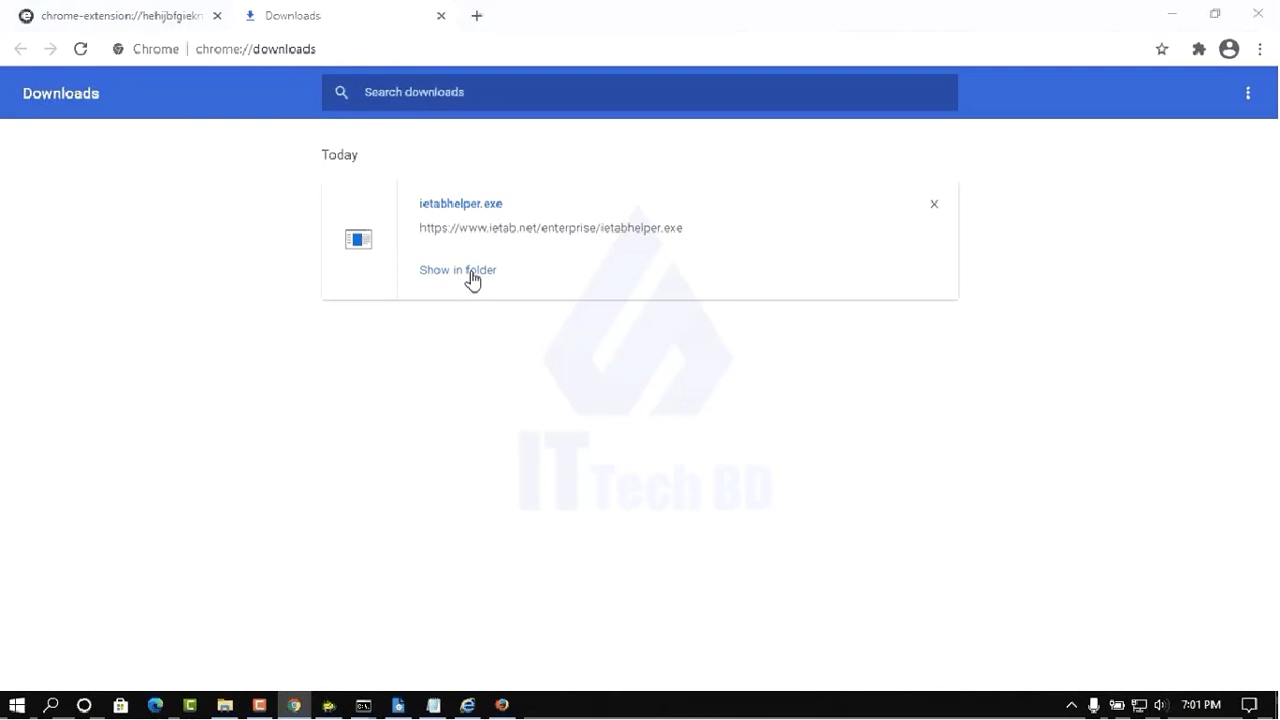 chrome-extension://hehijbfgiekn
Downloads
Chrome
chrome://downloads
Downloads
Search downloads
Today
ietabhelper.exe
https://www.ietab.net/enterprise/ietabhelper.exe
Show in folder
IT Tech BD
7:01 PM